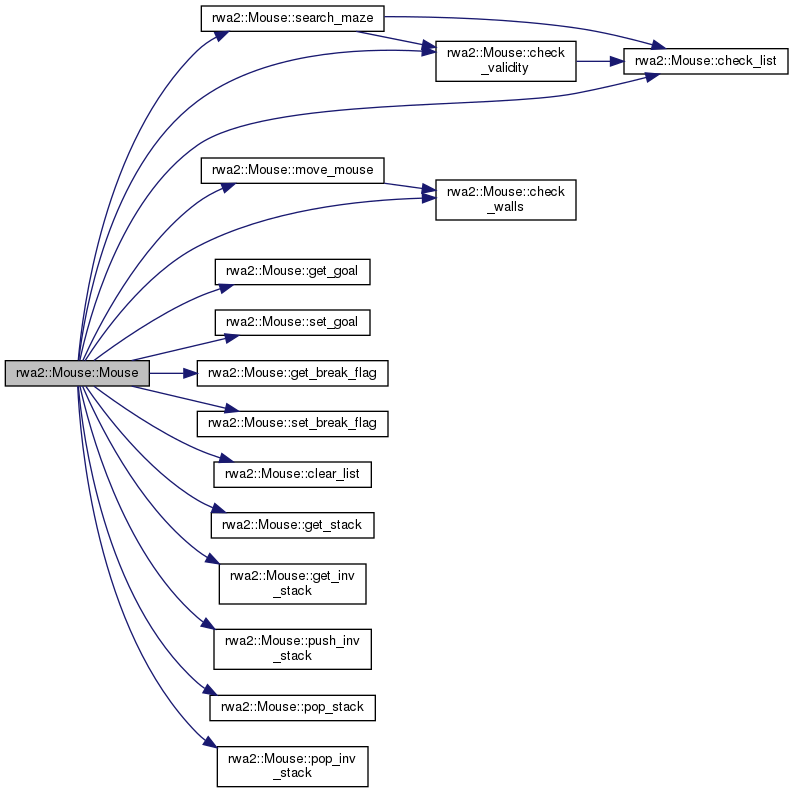 rwa2::Mouse::search_maze
rwa2::Mouse::check
_validity
rwa2::Mouse::check_list
rwa2::Mouse::move_mouse
rwa2::Mouse::check
_walls
rwa2::Mouse::get_goal
rwa2::Mouse::set_goal
rwa2::Mouse::Mouse
rwa2::Mouse::get_break_flag
rwa2::Mouse::set_break_flag
rwa2::Mouse::clear_list
rwa2::Mouse::get_stack
rwa2::Mouse::get_inv
_stack
rwa2::Mouse::push_inv
_stack
rwa2::Mouse::pop_stack
rwa2::Mouse::pop_inv
_stack